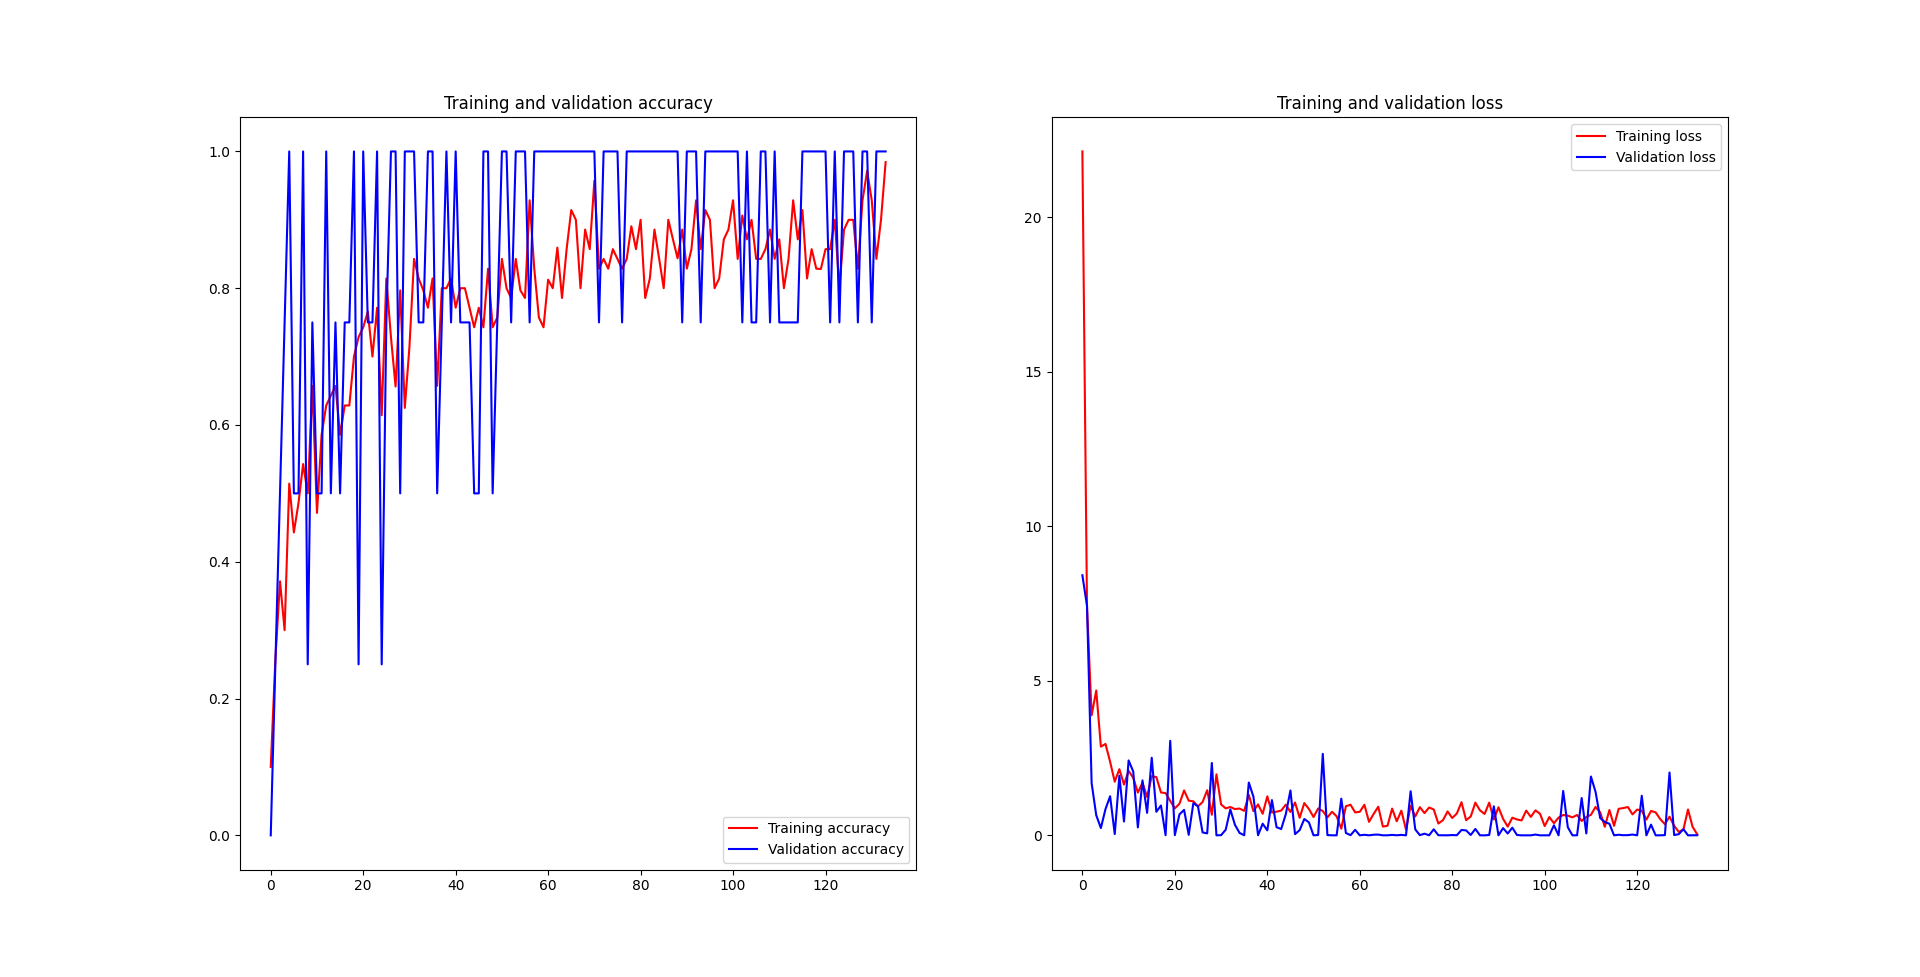 Training and validation accuracy
1.0
0.8
0.6
0.4
0.2
0.0
Training accuracy
Validation accuracy
0 20 40 60 80 100 120
Training and validation loss
Training loss
Validation loss
20
15
10
5
0
0 20 40 60 80 100 120